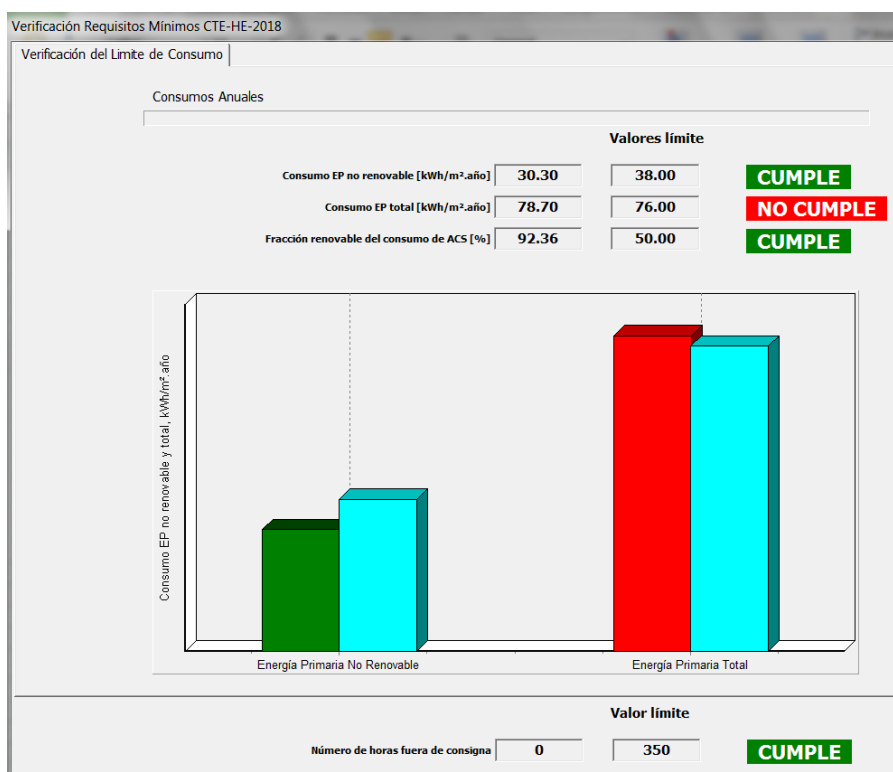 Verificación Requisitos Mínimos CTE-HE-2018
Verificación del Limite de Consumo
Consumos Anuales
Valores límite
Consumo EP no renovable [kWh/m².año] 30.30 38.00 CUMPLE
Consumo EP total [kWh/m².año] 78.70 76.00 NO CUMPLE
Fracción renovable del consumo de ACS [%] 92.36 50.00 CUMPLE
Consumo EP no renovable y total, kWh/m².año
Energía Primaria No Renovable Energía Primaria Total
Valor límite
Número de horas fuera de consigna 0 350 CUMPLE